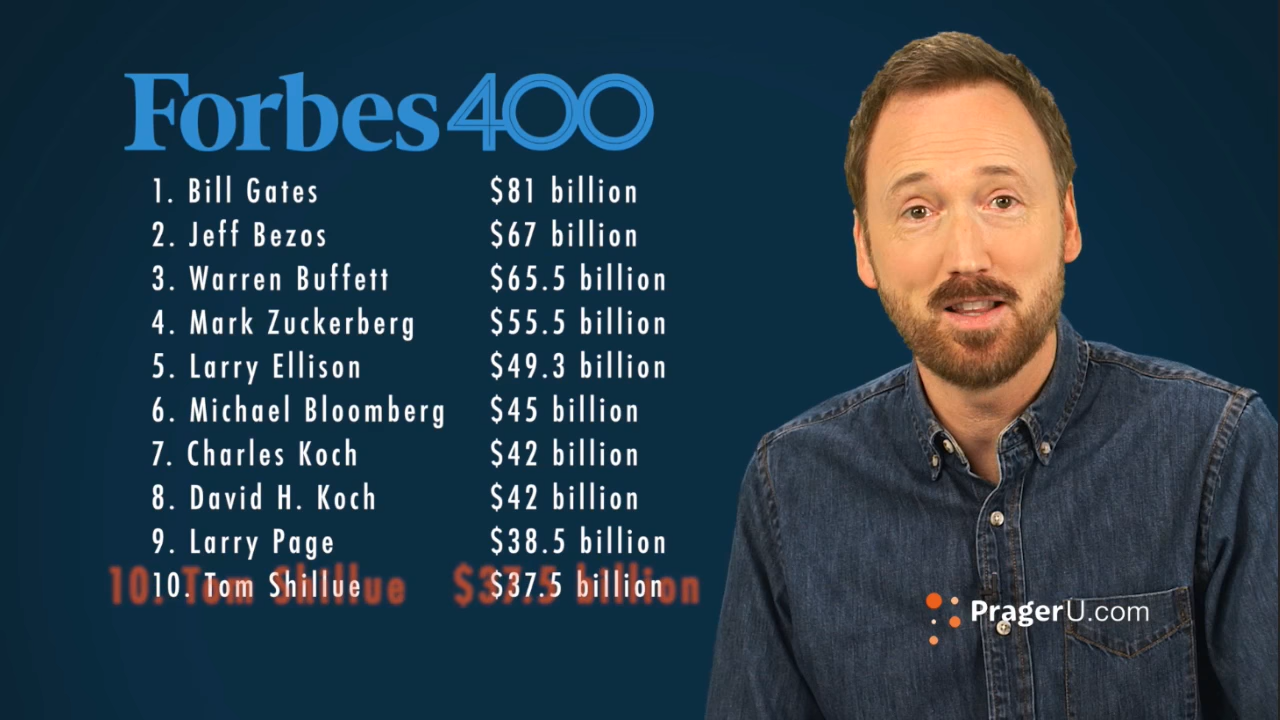 Forbes 400
1. Bill Gates $81 billion
2. Jeff Bezos $67 billion
3. Warren Buffett $65.5 billion
4. Mark Zuckerberg $55.5 billion
5. Larry Ellison $49.3 billion
6. Michael Bloomberg $45 billion
7. Charles Koch $42 billion
8. David H. Koch $42 billion
9. Larry Page $38.5 billion
10. Tom Shillue $37.5 billion
PragerU.com